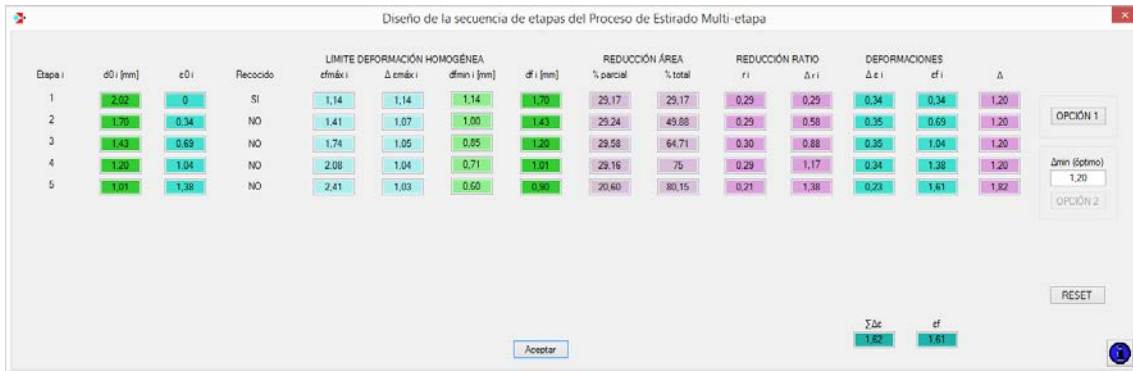 Diseño de la secuencia de etapas del Proceso de Estirado Multi-etapa
LIMITE DEFORMACIÓN HOMOGÉNEA REDUCCIÓN ÁREA REDUCCIÓN RATIO DEFORMACIONES
Etapa i d0 i [mm] ε0 i Recocido εfmáx i Δ εmáx i dfmin i [mm] df i [mm] % parcial % total r i Δ r i Δ ε i εf i Δ
1 2,02 0 SI 1,14 1,14 1,14 1,70 29,17 29,17 0,29 0,29 0,34 0,34 1,20
2 1,70 0,34 NO 1,41 1,07 1,00 1,43 29,24 49,88 0,29 0,58 0,35 0,69 1,20
3 1,43 0,69 NO 1,74 1,05 0,85 1,20 29,58 64,71 0,30 0,88 0,35 1,04 1,20
4 1,20 1,04 NO 2,08 1,04 0,71 1,01 29,16 75 0,29 1,17 0,34 1,38 1,20
5 1,01 1,38 NO 2,41 1,03 0,60 0,90 20,60 80,15 0,21 1,38 0,23 1,61 1,82
OPCIÓN 1
Δmin (óptimo)
1,20
OPCIÓN 2
RESET
∑Δε εf
1,62 1,61
Aceptar